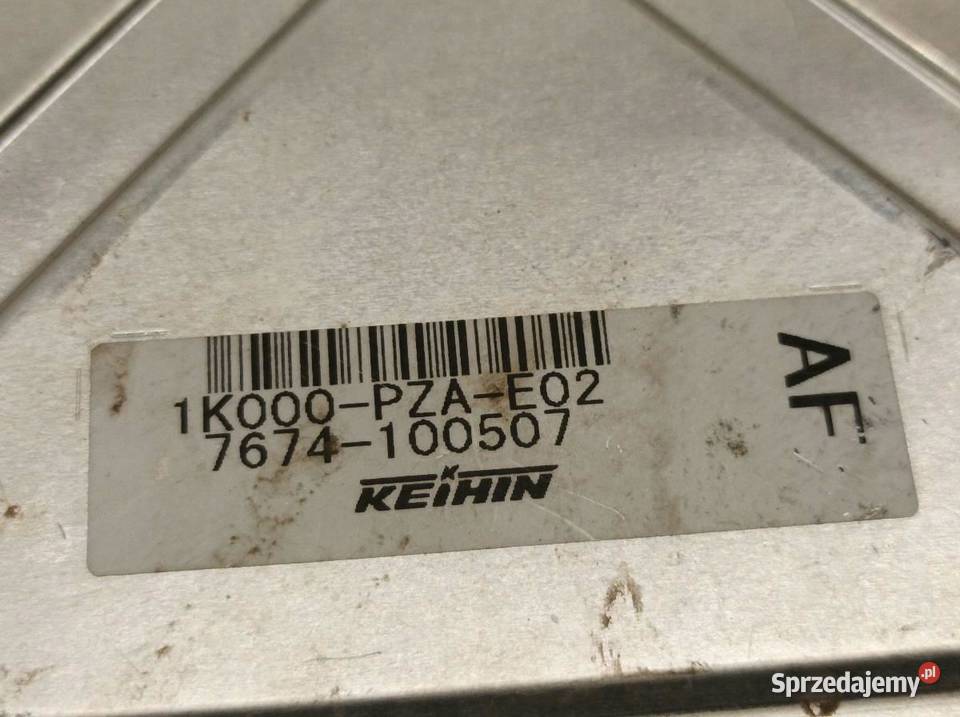 1K000-PZA-E02
7674-100507
KEIHIN
AF
Sprzedajemy.pl